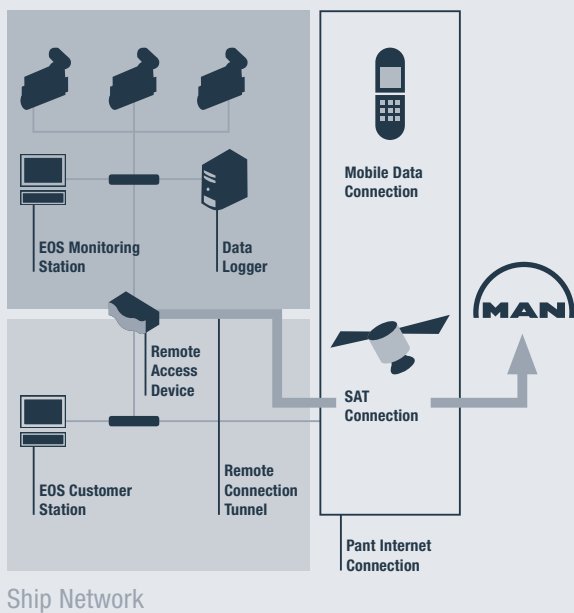 Mobile Data
Connection
EOS Monitoring
Station
Data
Logger
MAN
Remote
Access
Device
SAT
Connection
EOS Customer
Station
Remote
Connection
Tunnel
Pant Internet
Connection
Ship Network